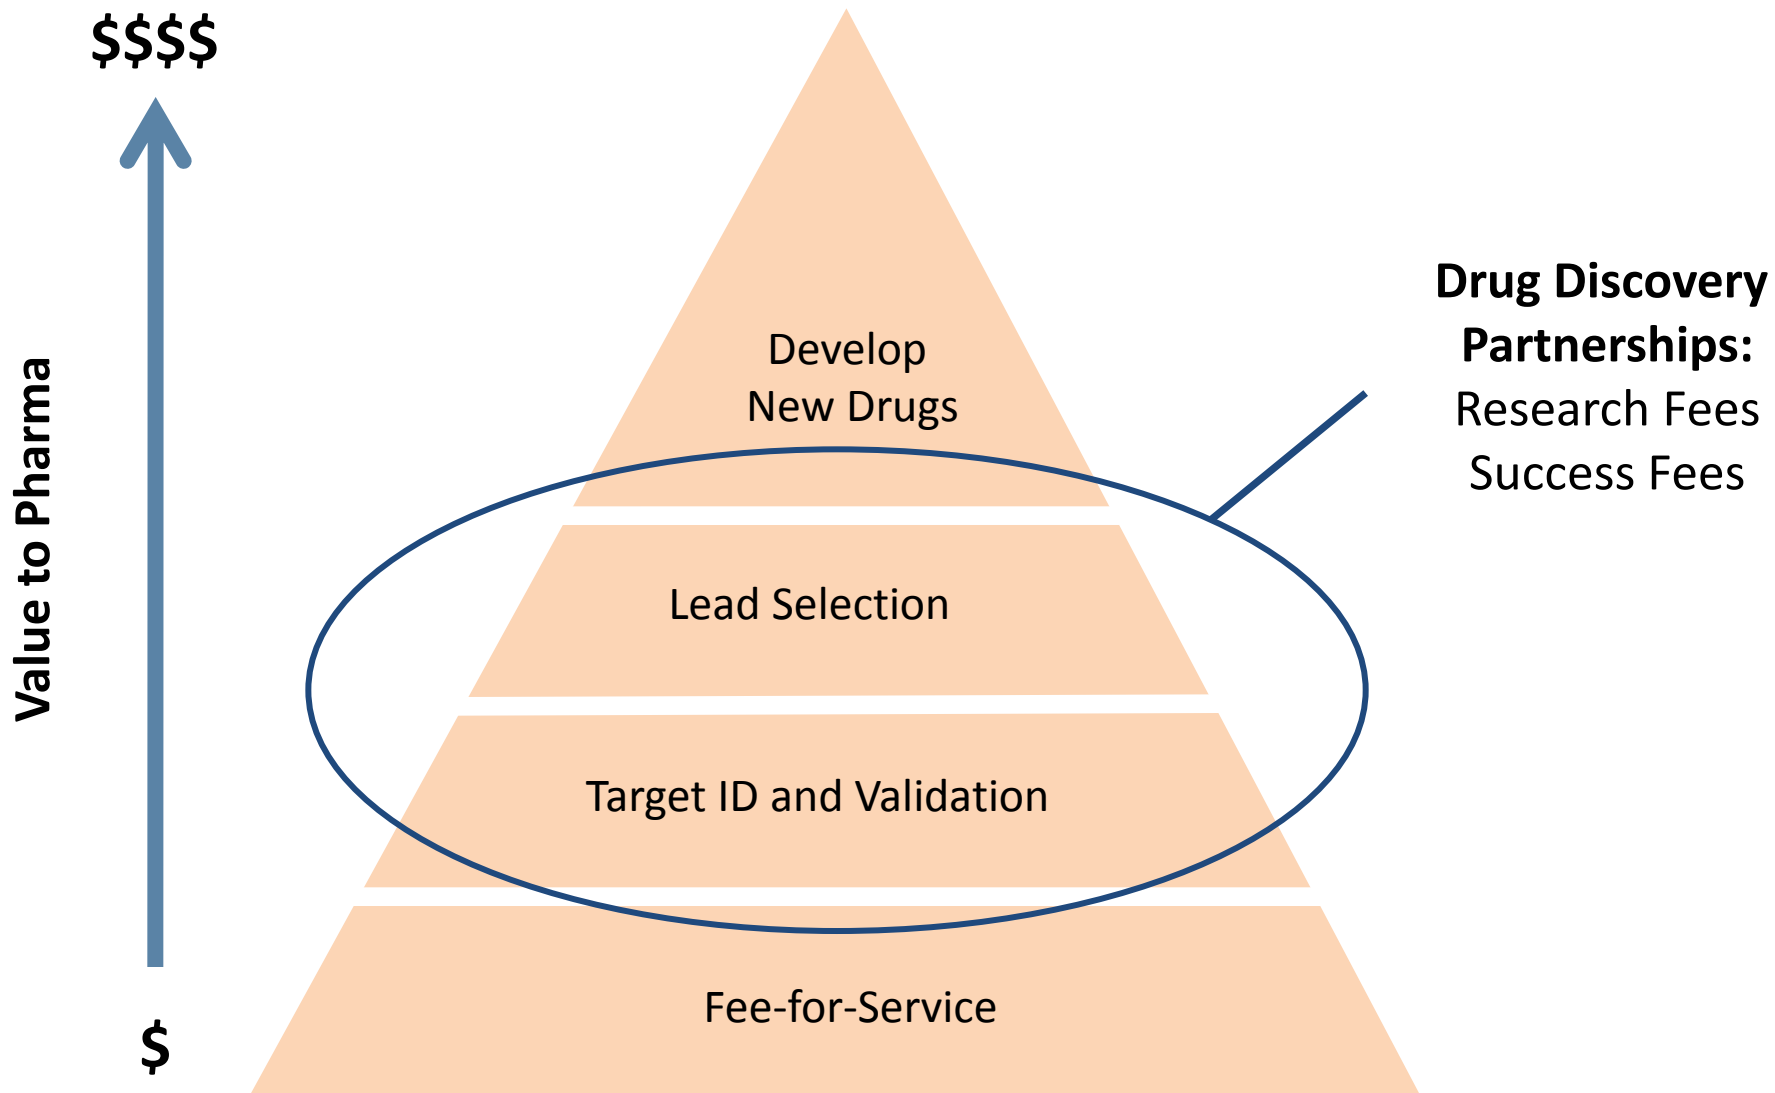 $$$$
Value to Pharma
$
Develop
New Drugs
Lead Selection
Target ID and Validation
Fee-for-Service
Drug Discovery
Partnerships:
Research Fees
Success Fees